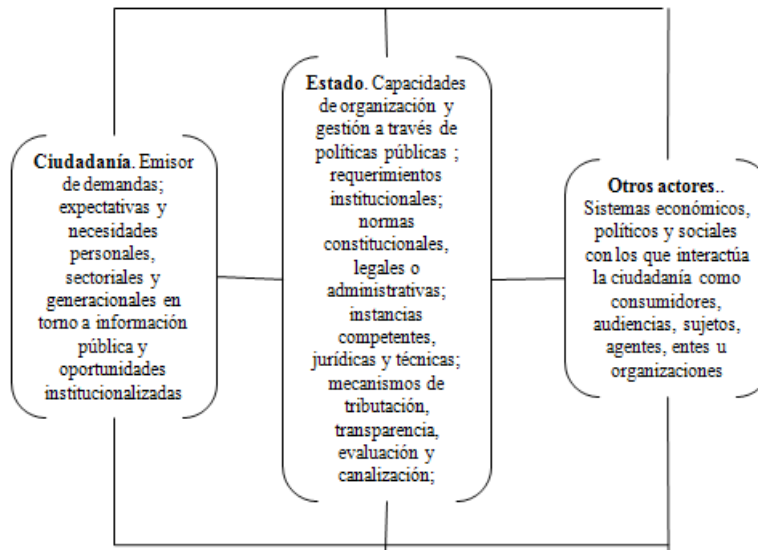 Ciudadanía. Emisor
de demandas;
expectativas y
necesidades
personales,
sectoriales y
generacionales en
torno a información
pública y
oportunidades
institucionalizadas
Estado. Capacidades
de organización y
gestión a través de
políticas públicas ;
requerimientos
institucionales;
normas
constitucionales,
legales o
administrativas;
instancias
competentes,
jurídicas y técnicas;
mecanismos de
tributación,
transparencia,
evaluación y
canalización;
Otros actores..
Sistemas económicos,
políticos y sociales
con los que interactúa
la ciudadanía como
consumidores,
audiencias, sujetos,
agentes, entes u
organizaciones